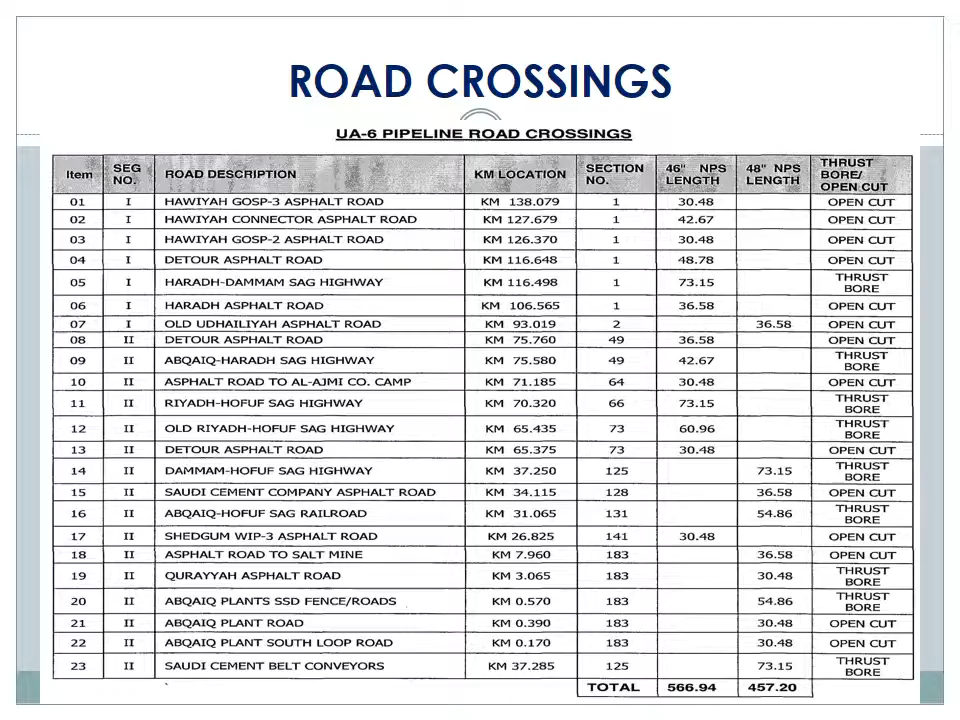 ROAD CROSSINGS
UA-6 PIPELINE ROAD CROSSINGS
Item SEG NO. ROAD DESCRIPTION KM LOCATION SECTION NO. 46" NPS LENGTH 48" NPS LENGTH THRUST BORE/ OPEN CUT
01 I HAWIYAH GOSP-3 ASPHALT ROAD KM 138.079 1 30.48 OPEN CUT
02 I HAWIYAH CONNECTOR ASPHALT ROAD KM 127.679 1 42.67 OPEN CUT
03 I HAWIYAH GOSP-2 ASPHALT ROAD KM 126.370 1 30.48 OPEN CUT
04 I DETOUR ASPHALT ROAD KM 116.648 1 48.78 OPEN CUT
05 I HARADH-DAMMAM SAG HIGHWAY KM 116.498 1 73.15 THRUST BORE
06 I HARADH ASPHALT ROAD KM 106.565 1 36.58 OPEN CUT
07 I OLD UDHAILIYAH ASPHALT ROAD KM 93.019 2 36.58 OPEN CUT
08 II DETOUR ASPHALT ROAD KM 75.760 49 36.58 OPEN CUT
09 II ABQAIQ-HARADH SAG HIGHWAY KM 75.580 49 42.67 THRUST BORE
10 II ASPHALT ROAD TO AL-AJMI CO. CAMP KM 71.185 64 30.48 OPEN CUT
11 II RIYADH-HOFUF SAG HIGHWAY KM 70.320 66 73.15 THRUST BORE
12 II OLD RIYADH-HOFUF SAG HIGHWAY KM 65.435 73 60.96 THRUST BORE
13 II DETOUR ASPHALT ROAD KM 65.375 73 30.48 OPEN CUT
14 II DAMMAM-HOFUF SAG HIGHWAY KM 37.250 125 73.15 THRUST BORE
15 II SAUDI CEMENT COMPANY ASPHALT ROAD KM 34.115 128 36.58 OPEN CUT
16 II ABQAIQ-HOFUF SAG RAILROAD KM 31.065 131 54.86 THRUST BORE
17 II SHEDGUM WIP-3 ASPHALT ROAD KM 26.825 141 30.48 OPEN CUT
18 II ASPHALT ROAD TO SALT MINE KM 7.960 183 36.58 OPEN CUT
19 II QURAYYAH ASPHALT ROAD KM 3.065 183 30.48 THRUST BORE
20 II ABQAIQ PLANTS SSD FENCE/ROADS KM 0.570 183 54.86 THRUST BORE
21 II ABQAIQ PLANT ROAD KM 0.390 183 30.48 OPEN CUT
22 II ABQAIQ PLANT SOUTH LOOP ROAD KM 0.170 183 30.48 OPEN CUT
23 II SAUDI CEMENT BELT CONVEYORS KM 37.285 125 73.15 THRUST BORE
TOTAL 566.94 457.20